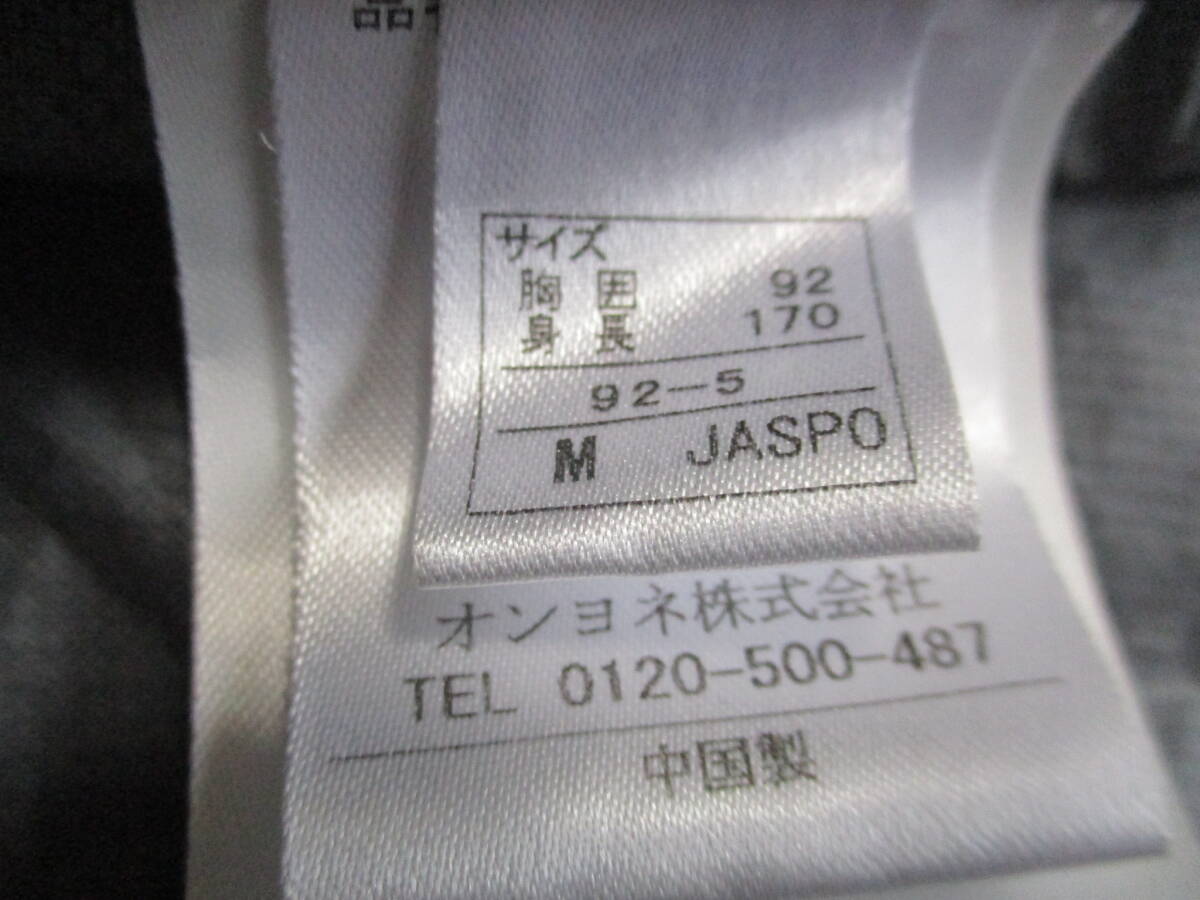 品
サイズ
胸囲 92
身長 170
92-5
M JASPO
オンヨネ株式会社
TEL 0120-500-487
中国製